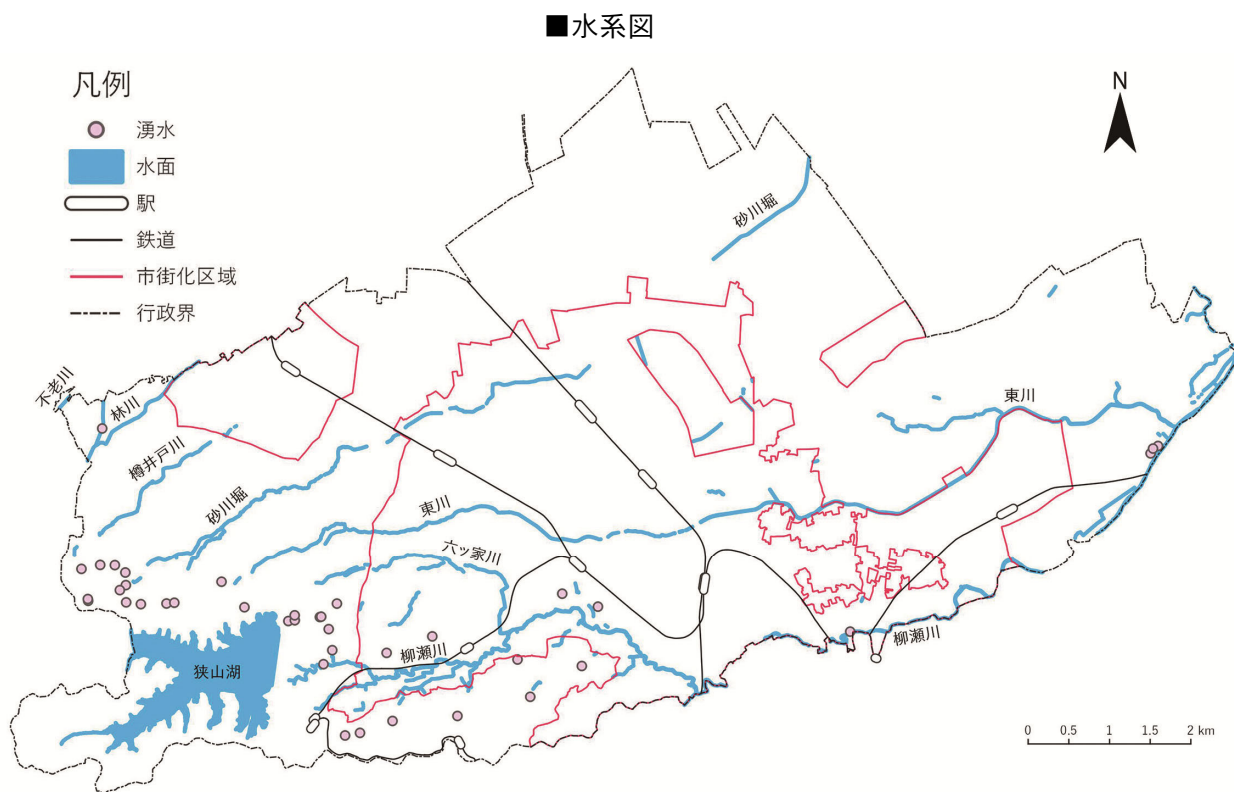 ■水系図
凡例
湧水
水面
駅
鉄道
市街化区域
行政界
N
砂川堀
不老川
林川
樽井戸川
砂川堀
東川
東川
六ッ家川
柳瀬川
柳瀬川
狭山湖
0 0.5 1 1.5 2 km